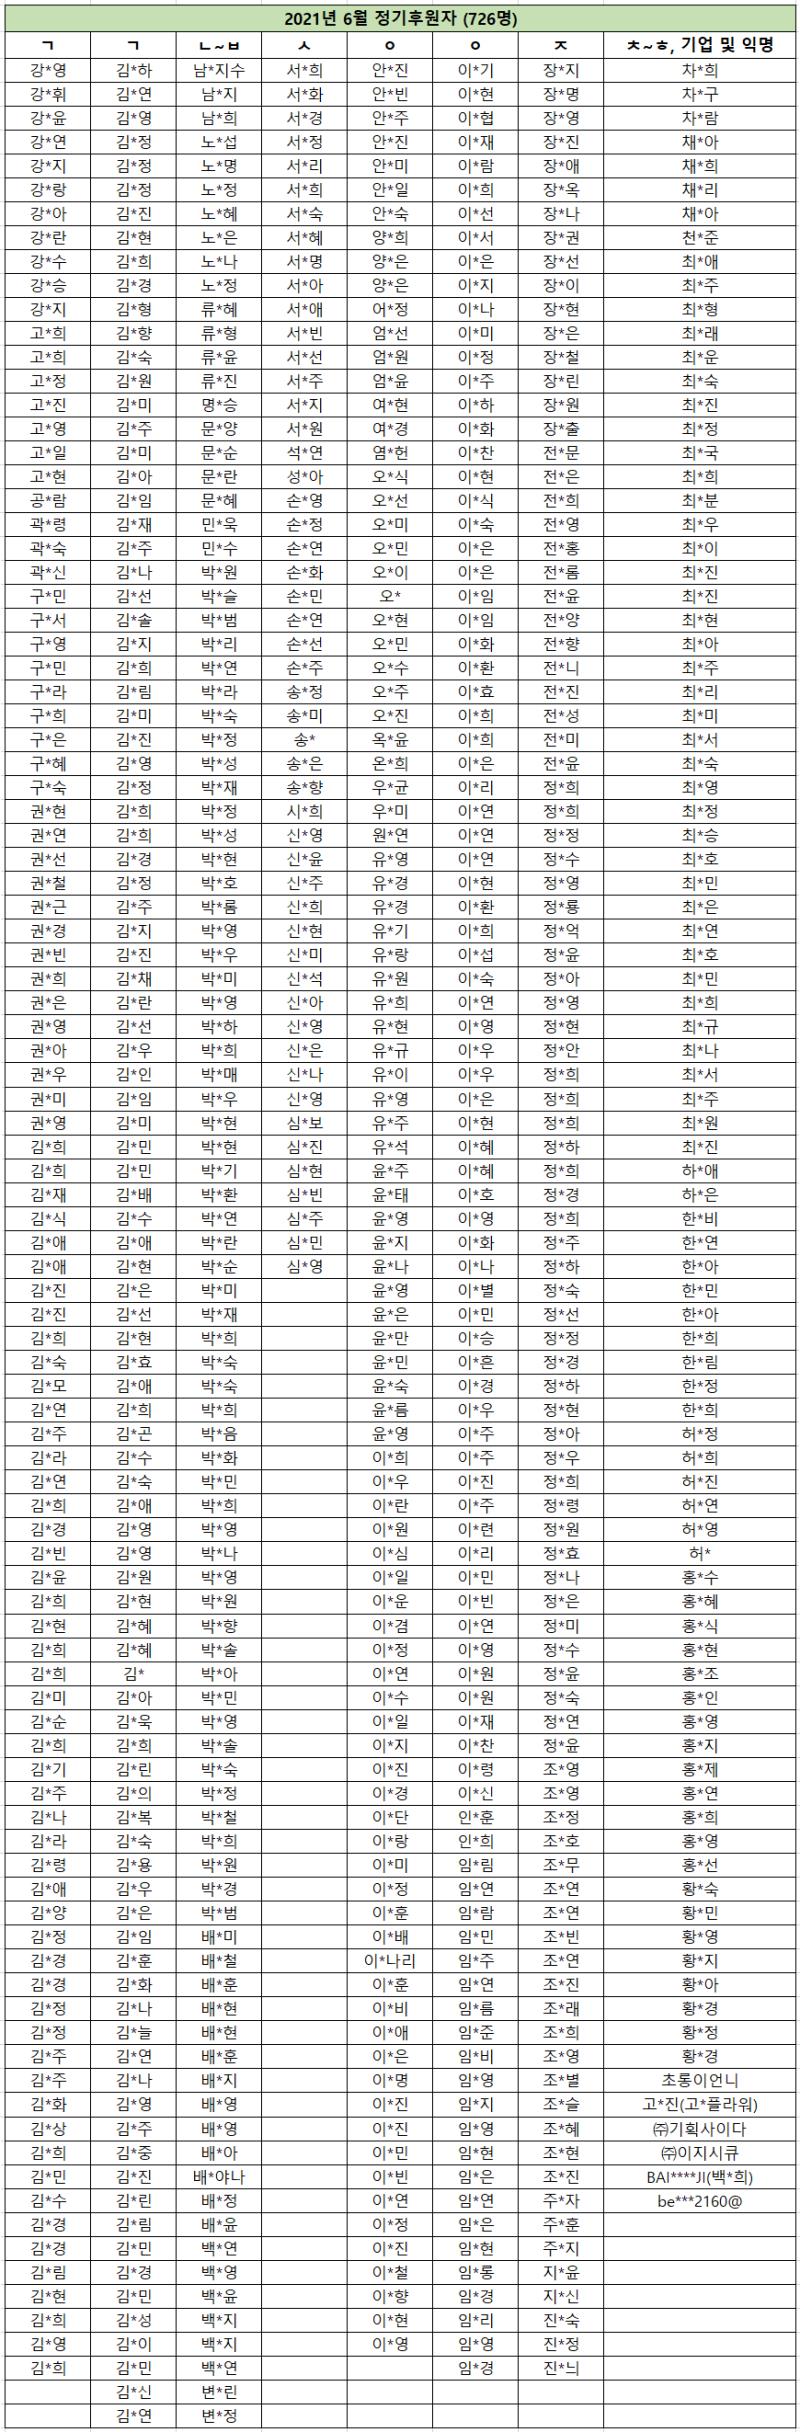 2021년 6월 정기후원자 (726명)
ㄱ ㄱ ㄴ~ㅂ ㅅ ㅇ ㅇ ㅈ ㅊ~ㅎ, 기업 및 익명
강*영 김*하 남*지수 서*희 안*진 이*기 장*지 차*희
강*휘 김*연 남*지 서*화 안*빈 이*현 장*명 차*구
강*윤 김*영 남*희 서*경 안*주 이*협 장*영 차*람
강*연 김*정 노*섭 서*정 안*진 이*재 장*진 채*아
강*지 김*정 노*명 서*리 안*미 이*람 장*애 채*희
강*랑 김*정 노*정 서*희 안*일 이*희 장*옥 채*리
강*아 김*진 노*혜 서*숙 안*숙 이*선 장*나 채*아
강*란 김*현 노*은 서*혜 양*희 이*서 장*권 천*준
강*수 김*희 노*나 서*명 양*은 이*은 장*선 최*애
강*승 김*경 노*정 서*아 양*은 이*지 장*이 최*주
강*지 김*형 류*혜 서*애 어*정 이*나 장*현 최*형
고*희 김*향 류*형 서*빈 엄*선 이*미 장*은 최*래
고*희 김*숙 류*윤 서*선 엄*원 이*정 장*철 최*운
고*정 김*원 류*진 서*주 엄*윤 이*주 장*린 최*숙
고*진 김*미 명*승 서*지 여*현 이*하 장*원 최*진
고*영 김*주 문*양 서*원 여*경 이*화 장*출 최*정
고*일 김*미 문*순 석*연 염*헌 이*찬 전*문 최*국
고*현 김*아 문*란 성*아 오*식 이*현 전*은 최*희
공*람 김*임 문*혜 손*영 오*선 이*식 전*희 최*분
곽*령 김*재 민*욱 손*정 오*미 이*숙 전*영 최*우
곽*숙 김*주 민*수 손*연 오*민 이*은 전*홍 최*이
곽*신 김*나 박*원 손*화 오*이 이*은 전*롬 최*진
구*민 김*선 박*슬 손*민 오* 이*임 전*윤 최*진
구*서 김*솔 박*범 손*연 오*현 이*임 전*양 최*현
구*영 김*지 박*리 손*선 오*민 이*화 전*향 최*아
구*민 김*희 박*연 손*주 오*수 이*환 전*니 최*주
구*라 김*림 박*라 송*정 오*주 이*효 전*진 최*리
구*희 김*미 박*숙 송*미 오*진 이*희 전*성 최*미
구*은 김*진 박*정 송* 옥*윤 이*희 전*미 최*서
구*혜 김*영 박*성 송*은 온*희 이*은 전*윤 최*숙
구*숙 김*정 박*재 송*향 우*균 이*리 정*희 최*영
권*현 김*희 박*정 시*희 우*미 이*연 정*희 최*정
권*연 김*희 박*성 신*영 원*연 이*연 정*정 최*승
권*선 김*경 박*현 신*윤 유*영 이*연 정*수 최*호
권*철 김*정 박*호 신*주 유*경 이*현 정*영 최*민
권*근 김*주 박*롬 신*희 유*경 이*환 정*룡 최*은
권*경 김*지 박*영 신*현 유*기 이*희 정*억 최*연
권*빈 김*진 박*우 신*미 유*랑 이*섭 정*윤 최*호
권*희 김*채 박*미 신*석 유*원 이*숙 정*아 최*민
권*은 김*란 박*영 신*아 유*희 이*연 정*영 최*희
권*영 김*선 박*하 신*영 유*현 이*영 정*현 최*규
권*아 김*우 박*희 신*은 유*규 이*우 정*안 최*나
권*우 김*인 박*매 신*나 유*이 이*우 정*희 최*서
권*미 김*임 박*우 신*영 유*영 이*은 정*희 최*주
권*영 김*미 박*현 심*보 유*주 이*현 정*희 최*원
김*희 김*민 박*현 심*진 유*석 이*혜 정*하 최*진
김*희 김*민 박*기 심*현 윤*주 이*혜 정*희 하*애
김*재 김*배 박*환 심*빈 윤*태 이*호 정*경 하*은
김*식 김*수 박*연 심*주 윤*영 이*영 정*희 한*비
김*애 김*애 박*란 심*민 윤*지 이*화 정*주 한*연
김*애 김*현 박*순 심*영 윤*나 이*나 정*하 한*아
김*진 김*은 박*미 윤*영 이*별 정*숙 한*민
김*진 김*선 박*재 윤*은 이*민 정*선 한*아
김*희 김*현 박*희 윤*만 이*승 정*정 한*희
김*숙 김*효 박*숙 윤*민 이*흔 정*경 한*림
김*모 김*애 박*숙 윤*숙 이*경 정*하 한*정
김*연 김*희 박*희 윤*름 이*우 정*현 한*희
김*주 김*곤 박*음 윤*영 이*주 정*아 허*정
김*라 김*수 박*화 이*희 이*주 정*우 허*희
김*연 김*숙 박*민 이*우 이*진 정*희 허*진
김*희 김*애 박*희 이*란 이*주 정*령 허*연
김*경 김*영 박*영 이*원 이*련 정*원 허*영
김*빈 김*영 박*나 이*심 이*리 정*효 허*
김*윤 김*원 박*영 이*일 이*민 정*나 홍*수
김*희 김*현 박*원 이*운 이*빈 정*은 홍*혜
김*현 김*혜 박*향 이*겸 이*연 정*미 홍*식
김*희 김*혜 박*솔 이*정 이*영 정*수 홍*현
김*희 김* 박*아 이*연 이*원 정*윤 홍*조
김*미 김*아 박*민 이*수 이*원 정*숙 홍*인
김*순 김*욱 박*영 이*일 이*재 정*연 홍*영
김*희 김*희 박*솔 이*지 이*찬 정*윤 홍*지
김*기 김*린 박*숙 이*진 이*령 조*영 홍*제
김*주 김*의 박*정 이*경 이*신 조*영 홍*연
김*나 김*복 박*철 이*단 인*훈 조*정 홍*희
김*라 김*숙 박*희 이*랑 인*희 조*호 홍*영
김*령 김*용 박*원 이*미 임*림 조*무 홍*선
김*애 김*우 박*경 이*정 임*연 조*연 황*숙
김*양 김*은 박*범 이*훈 임*람 조*연 황*민
김*정 김*임 배*미 이*배 임*민 조*빈 황*영
김*경 김*훈 배*철 이*나리 임*주 조*연 황*지
김*경 김*화 배*훈 이*훈 임*연 조*진 황*아
김*정 김*나 배*현 이*비 임*름 조*래 황*경
김*정 김*늘 배*현 이*애 임*준 조*희 황*정
김*주 김*연 배*훈 이*은 임*비 조*영 황*경
김*주 김*나 배*지 이*명 임*영 조*별 초롱이언니
김*화 김*영 배*영 이*진 임*지 조*슬 고*진(고*플라워)
김*상 김*주 배*영 이*진 임*영 조*혜 ㈜기획사이다
김*희 김*중 배*아 이*민 임*현 조*현 ㈜이지시큐
김*민 김*진 배*야나 이*빈 임*은 조*진 BAI****JI(백*희)
김*수 김*린 배*정 이*연 임*연 주*자 be***2160@
김*경 김*림 배*윤 이*정 임*은 주*훈
김*경 김*민 백*연 이*진 임*현 주*지
김*림 김*경 백*영 이*철 임*롱 지*윤
김*현 김*민 백*윤 이*향 임*경 지*신
김*희 김*성 백*지 이*현 임*리 진*숙
김*영 김*이 백*지 이*영 임*영 진*정
김*희 김*민 백*연 임*경 진*늬
김*신 변*린
김*연 변*정